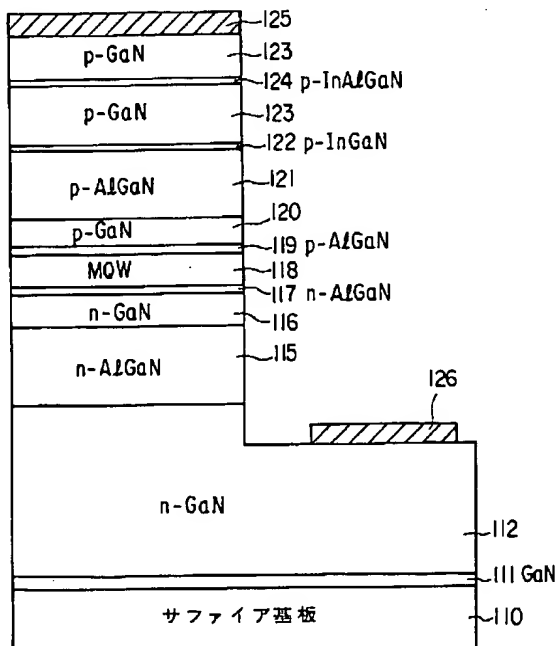 125
p-GaN 123
124 p-InAlGaN
p-GaN 123
122 p-InGaN
p-AlGaN 121
p-GaN 120
119 p-AlGaN
MQW 118
117 n-AlGaN
n-GaN 116
n-AlGaN 115
126
n-GaN 112
111 GaN
サファイア基板 110